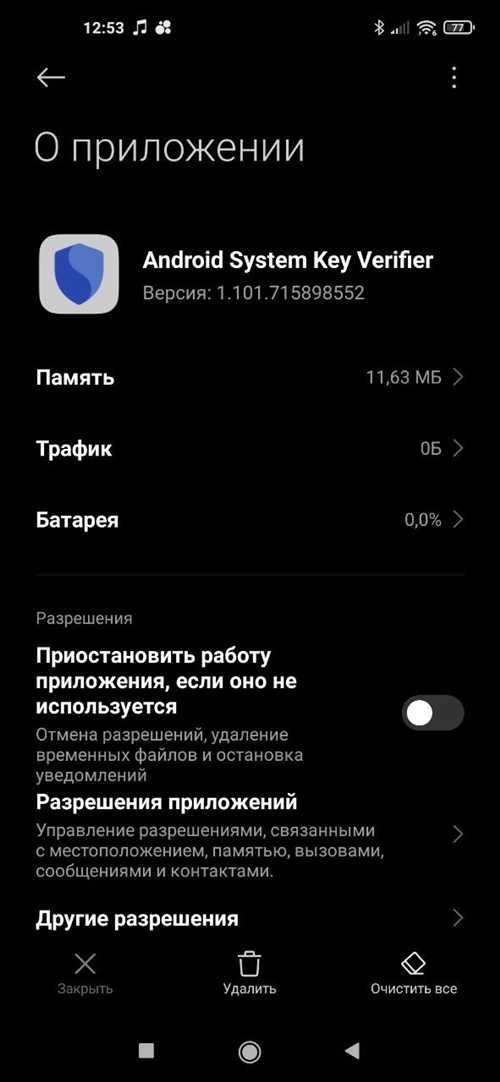 12:53
77
О приложении
Android System Key Verifier
Версия: 1.101.715898552
Память
11,63 МБ
Трафик
0Б
Батарея
0,0%
Разрешения
Приостановить работу
приложения, если оно не
используется
Отмена разрешений, удаление
временных файлов и остановка
уведомлений
Разрешения приложений
Управление разрешениями, связанными
с местоположением, памятью, вызовами,
сообщениями и контактами.
Другие разрешения
Закрыть
Удалить
Очистить все